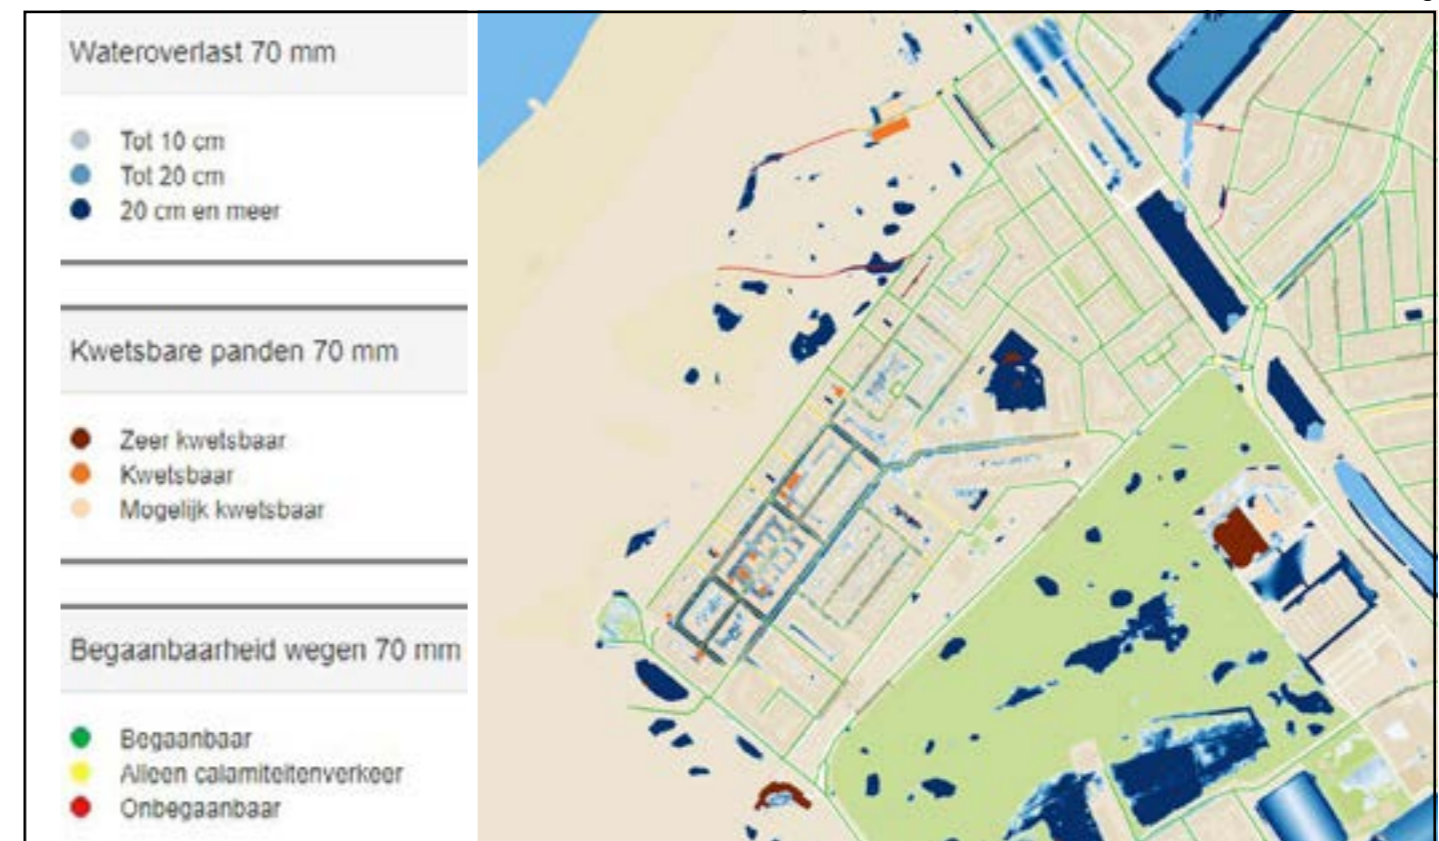 Wateroverlast 70 mm
Tot 10 cm
Tot 20 cm
20 cm en meer
Kwetsbare panden 70 mm
Zeer kwetsbaar
Kwetsbaar
Mogelijk kwetsbaar
Begaanbaarheid wegen 70 mm
Begaanbaar
Alleen calamiteitenverkeer
Onbegaanbaar